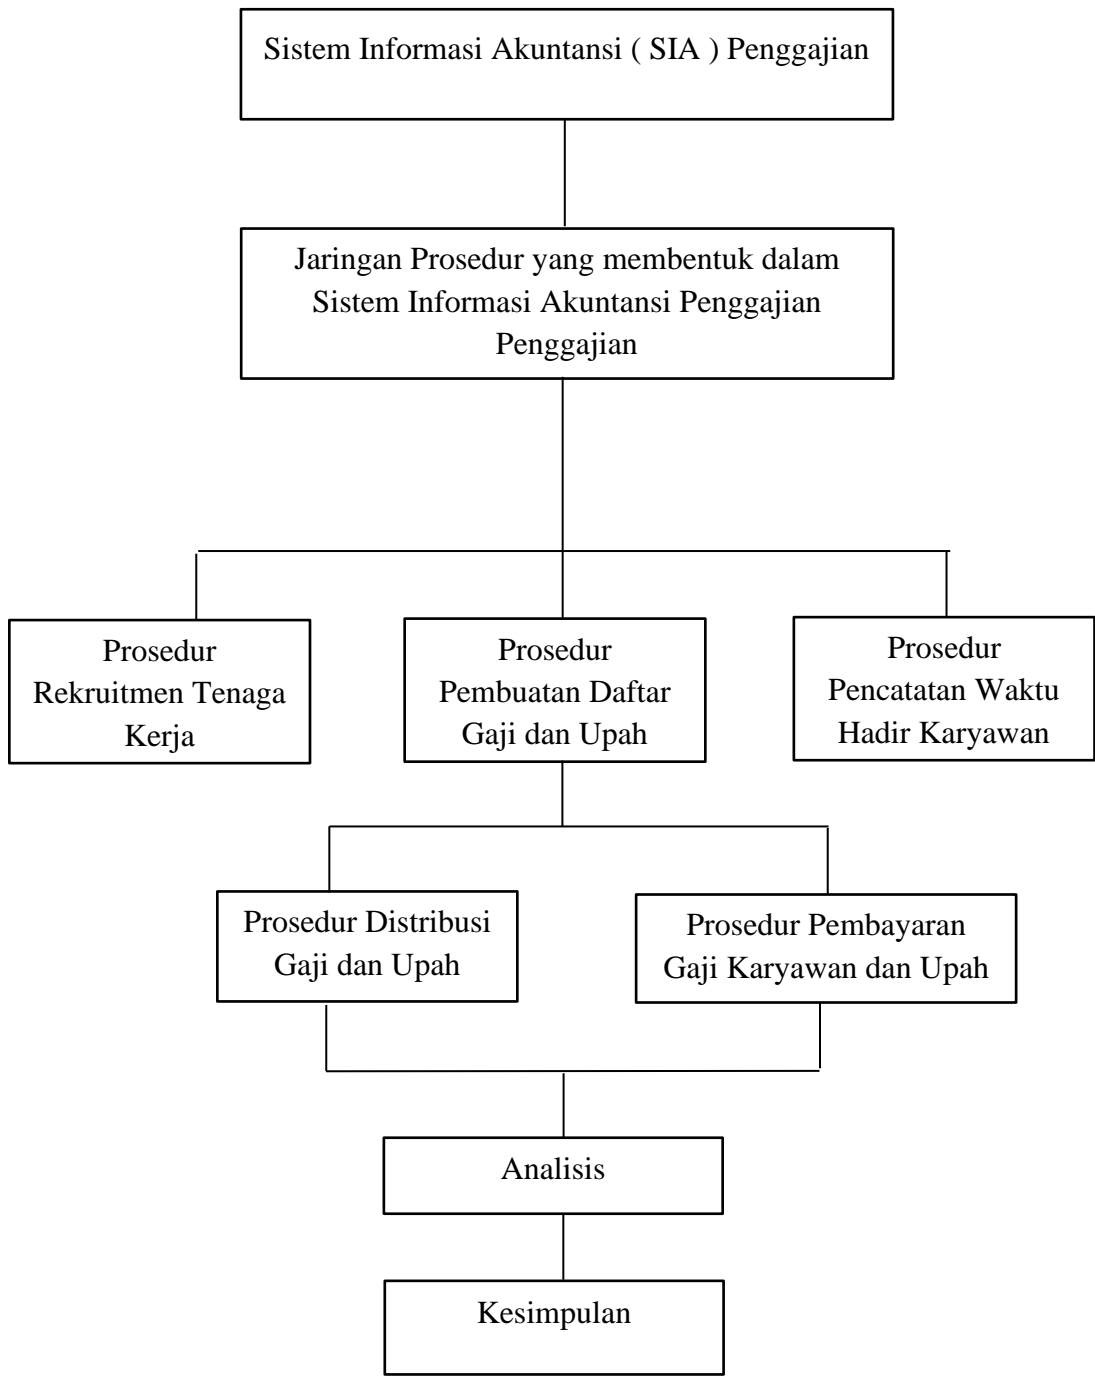 Sistem Informasi Akuntansi ( SIA ) Penggajian
Jaringan Prosedur yang membentuk dalam
Sistem Informasi Akuntansi Penggajian
Penggajian
Prosedur
Rekruitmen Tenaga
Kerja
Prosedur
Pembuatan Daftar
Gaji dan Upah
Prosedur
Pencatatan Waktu
Hadir Karyawan
Prosedur Distribusi
Gaji dan Upah
Prosedur Pembayaran
Gaji Karyawan dan Upah
Analisis
Kesimpulan